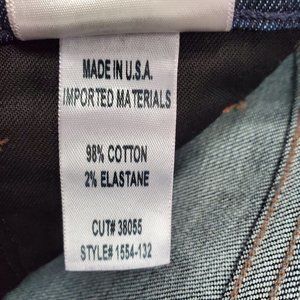 MADE IN U.S.A.
IMPORTED MATERIALS
98% COTTON
2% ELASTANE
CUT# 38055
STYLE# 1554-132